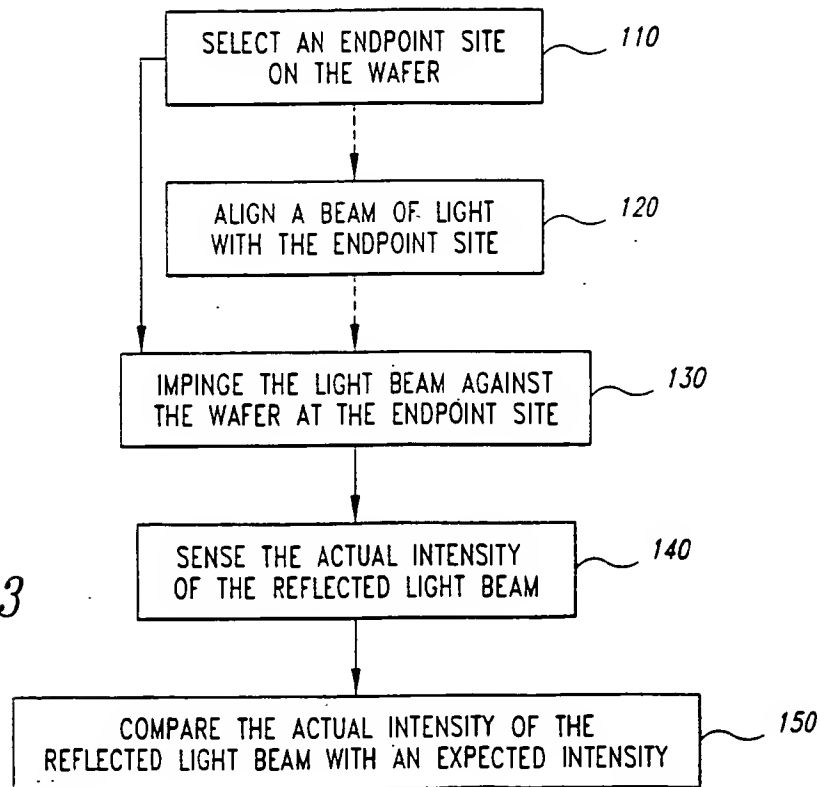 SELECT AN ENDPOINT SITE
ON THE WAFER
110
ALIGN A BEAM OF LIGHT
WITH THE ENDPOINT SITE
120
IMPINGE THE LIGHT BEAM AGAINST
THE WAFER AT THE ENDPOINT SITE
130
SENSE THE ACTUAL INTENSITY
OF THE REFLECTED LIGHT BEAM
140
3
COMPARE THE ACTUAL INTENSITY OF THE
REFLECTED LIGHT BEAM WITH AN EXPECTED INTENSITY
150